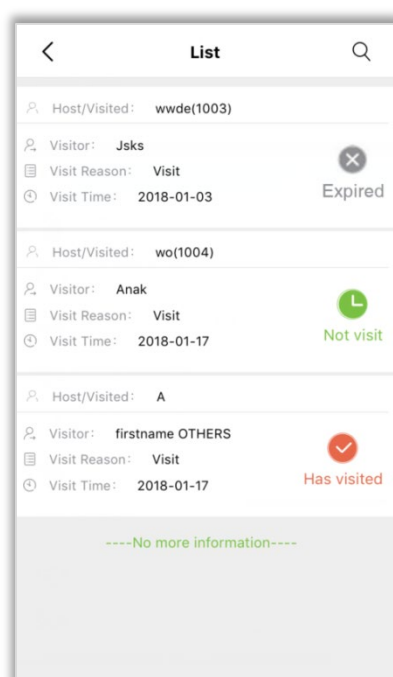 List
Host/Visited: wwde(1003)
Visitor: Jsks
Visit Reason: Visit
Visit Time: 2018-01-03
Expired
Host/Visited: wo(1004)
Visitor: Anak
Visit Reason: Visit
Visit Time: 2018-01-17
Not visit
Host/Visited: A
Visitor: firstname OTHERS
Visit Reason: Visit
Visit Time: 2018-01-17
Has visited
----No more information----